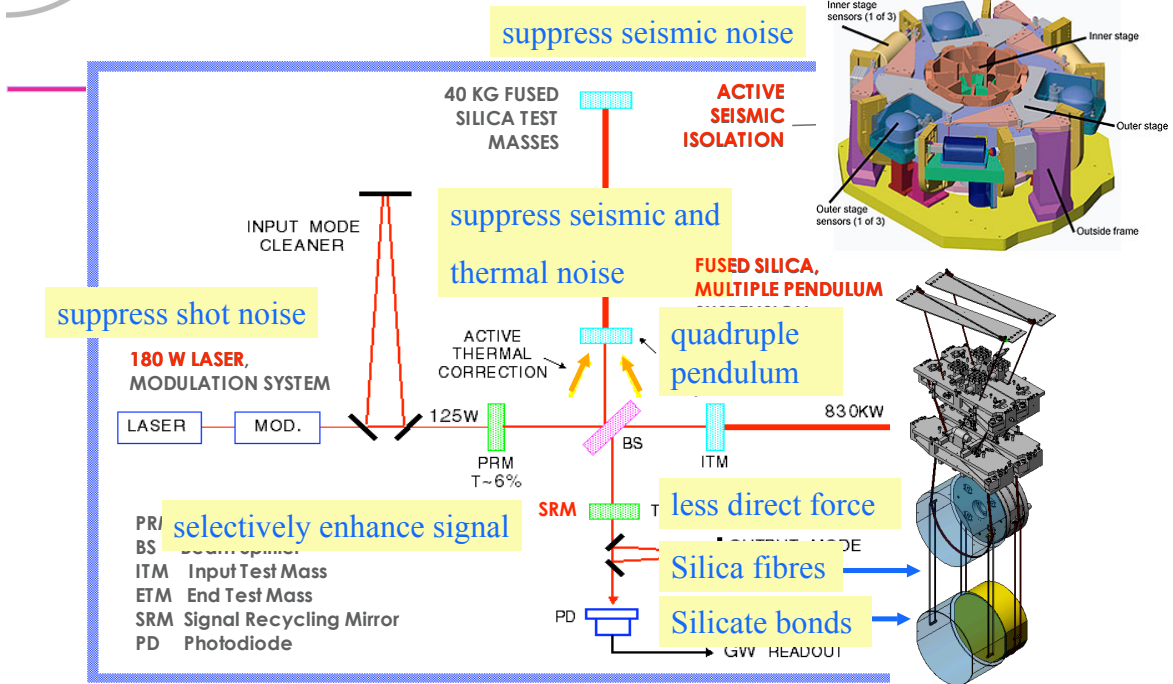 suppress seismic noise
Inner stage
sensors (1 of 3)
Inner stage
Outer stage
Outer stage
sensors (1 of 3)
Outside frame
40 KG FUSED
SILICA TEST
MASSES
ACTIVE
SEISMIC
ISOLATION
INPUT MODE
CLEANER
suppress seismic and
thermal noise
FUSED SILICA,
MULTIPLE PENDULUM
suppress shot noise
quadruple
pendulum
ACTIVE
THERMAL
CORRECTION
180 W LASER,
MODULATION SYSTEM
LASER
MOD.
125W
830KW
BS
PRM
T~6%
ITM
SRM
T
less direct force
selectively enhance signal
BS
ITM Input Test Mass
ETM End Test Mass
SRM Signal Recycling Mirror
PD Photodiode
MODE
Silica fibres
PD
Silicate bonds
GW READOUT